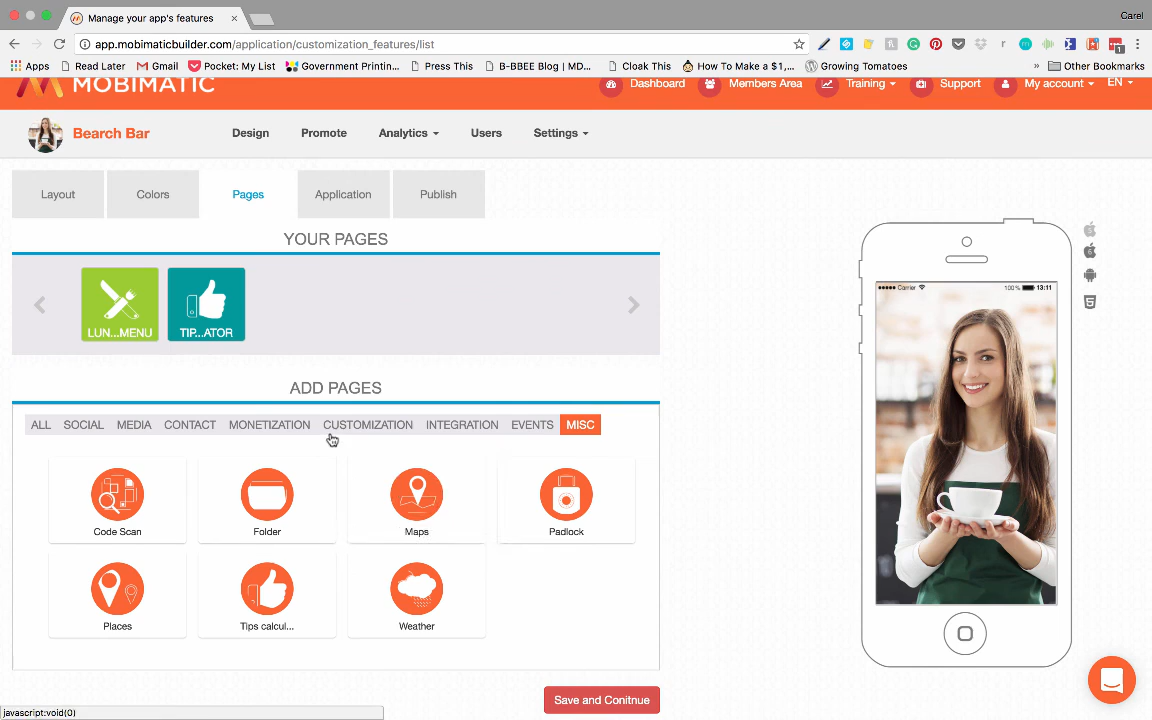 Manage your app's features
Carel
app.mobimaticbuilder.com/application/customization_features/list
Apps Read Later Gmail Pocket: My List Government Printin... Press This B-BBEE Blog | MD... Cloak This How To Make a $1,... Growing Tomatoes » Other Bookmarks
MOBIMATIC Dashboard Members Area Training Support My account EN
Bearch Bar Design Promote Analytics Users Settings
Layout Colors Pages Application Publish
YOUR PAGES
LUN...MENU TIP...ATOR
ADD PAGES
ALL SOCIAL MEDIA CONTACT MONETIZATION CUSTOMIZATION INTEGRATION EVENTS MISC
Code Scan Folder Maps Padlock
Places Tips calcul... Weather
Save and Conitnue
Carrier 100% 13:11
javascript:void(0)